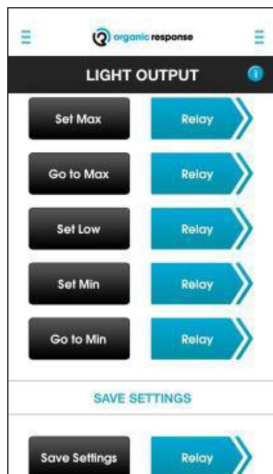 organic response
LIGHT OUTPUT
Set Max Relay
Go to Max Relay
Set Low Relay
Set Min Relay
Go to Min Relay
SAVE SETTINGS
Save Settings Relay